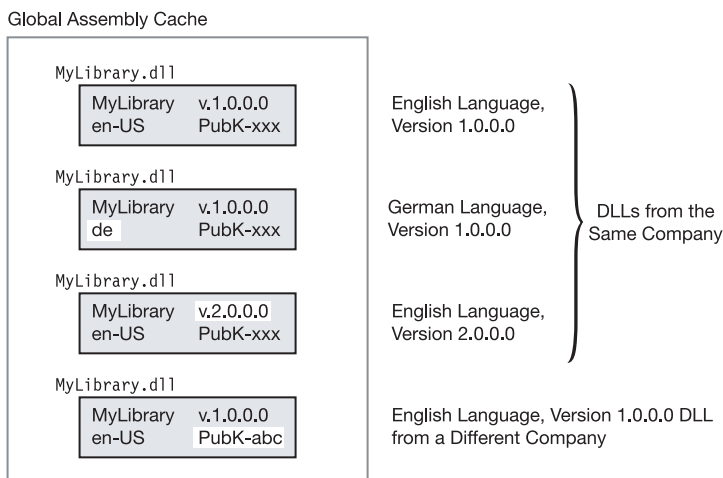 Global Assembly Cache
MyLibrary.dll
MyLibrary v.1.0.0.0
en-US PubK-xxx
English Language,
Version 1.0.0.0
MyLibrary.dll
MyLibrary v.1.0.0.0
de PubK-xxx
German Language,
Version 1.0.0.0
MyLibrary.dll
MyLibrary v.2.0.0.0
en-US PubK-xxx
English Language,
Version 2.0.0.0
DLLs from the
Same Company
MyLibrary.dll
MyLibrary v.1.0.0.0
en-US PubK-abc
English Language, Version 1.0.0.0 DLL
from a Different Company